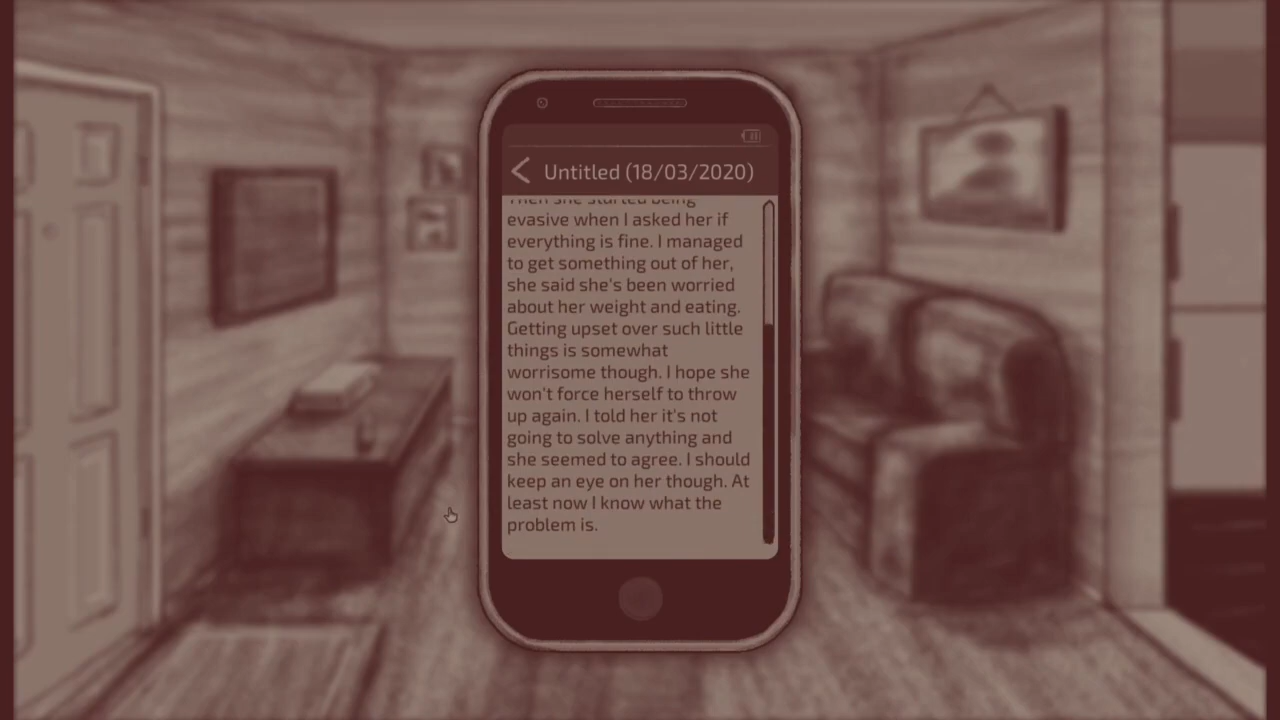 Untitled (18/03/2020)
Then she started being
evasive when I asked her if
everything is fine. I managed
to get something out of her,
she said she's been worried
about her weight and eating.
Getting upset over such little
things is somewhat
worrisome though. I hope she
won't force herself to throw
up again. I told her it's not
going to solve anything and
she seemed to agree. I should
keep an eye on her though. At
least now I know what the
problem is.